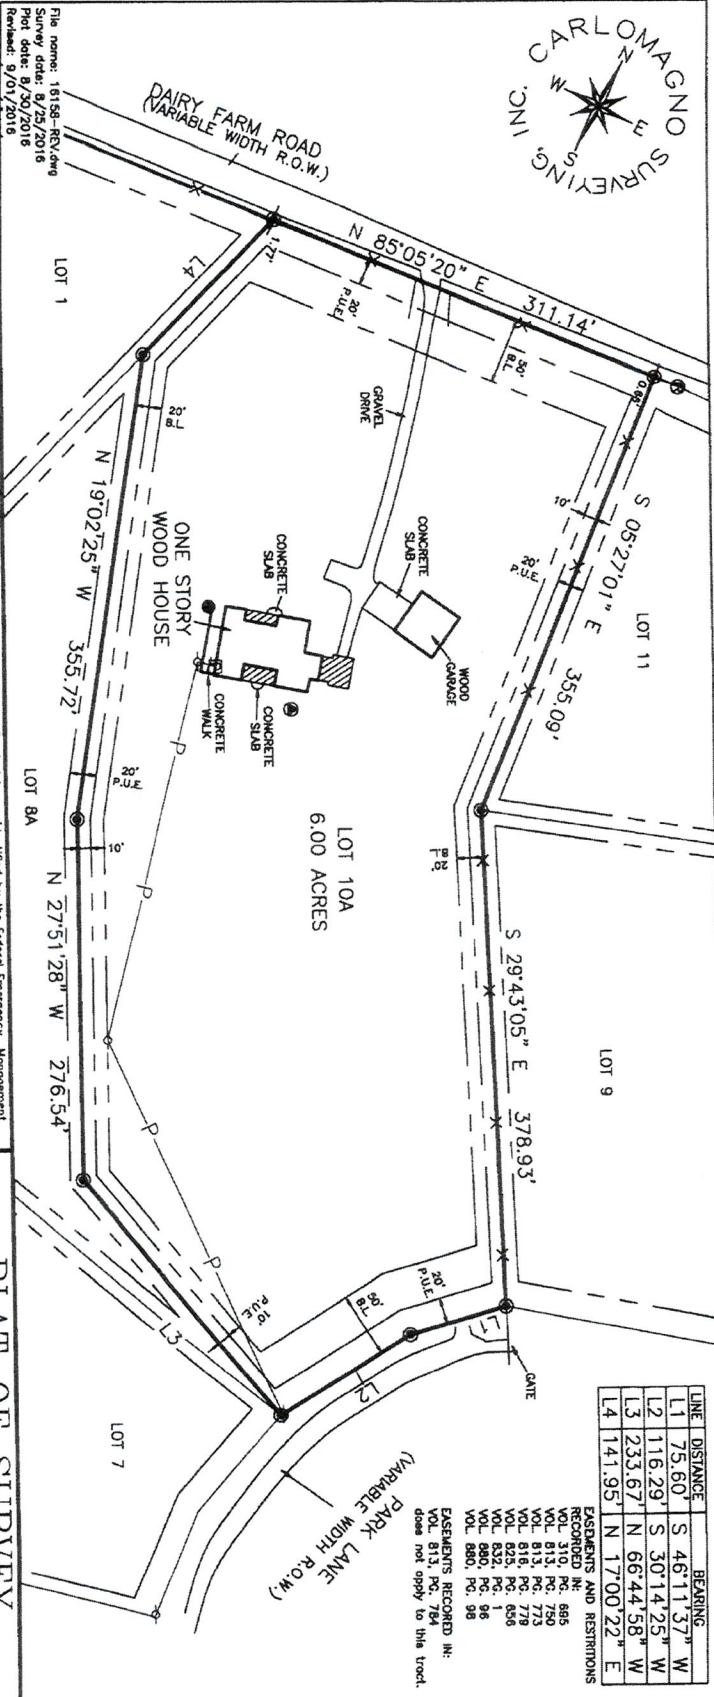 CARLOMAGNO SURVEYING, INC.
N
E
S
W
DAIRY FARM ROAD
(VARIABLE WIDTH R.O.W.)
File name: 16158-REV.dwg
Survey date: 8/25/2016
Plot date: 8/30/2016
Revised: 9/01/2016
N 85°05'20" E 311.14'
1.77'
20'
P.U.E.
50'
B.L.
0.66'
LOT 1
L4
20'
B.L
GRAVEL
DRIVE
CONCRETE
SLAB
WOOD
GARAGE
CONCRETE
SLAB
ONE STORY
WOOD HOUSE
CONCRETE
SLAB
CONCRETE
WALK
S 05°27'01" E 355.09'
10'
20'
P.U.E.
LOT 11
N 19°02'25" W 355.72'
20'
P.U.E.
10'
LOT 8A
LOT 10A
6.00 ACRES
20'
B.L.
S 29°43'05" E 378.93'
LOT 9
N 27°51'28" W 276.54'
P
P
P
P
10'
P.U.E.
L3
50'
B.L.
20'
P.U.E.
L1
L2
GATE
LOT 7
PARK LANE
(VARIABLE WIDTH R.O.W.)
LINE DISTANCE BEARING
L1 75.60' S 46°11'37" W
L2 116.29' S 30°14'25" W
L3 233.67' N 66°44'58" W
L4 141.95' N 17°00'22" E
EASEMENTS AND RESTRITIONS
RECORDED IN:
VOL 310, PG. 695
VOL 813, PG. 750
VOL 813, PG. 773
VOL 816, PG. 779
VOL 825, PG. 656
VOL 832, PG. 1
VOL 880, PG. 96
VOL 880, PG. 98
EASEMENTS RECORDED IN:
VOL 813, PG. 784
does not apply to this tract.
PLAT OF SURVEY